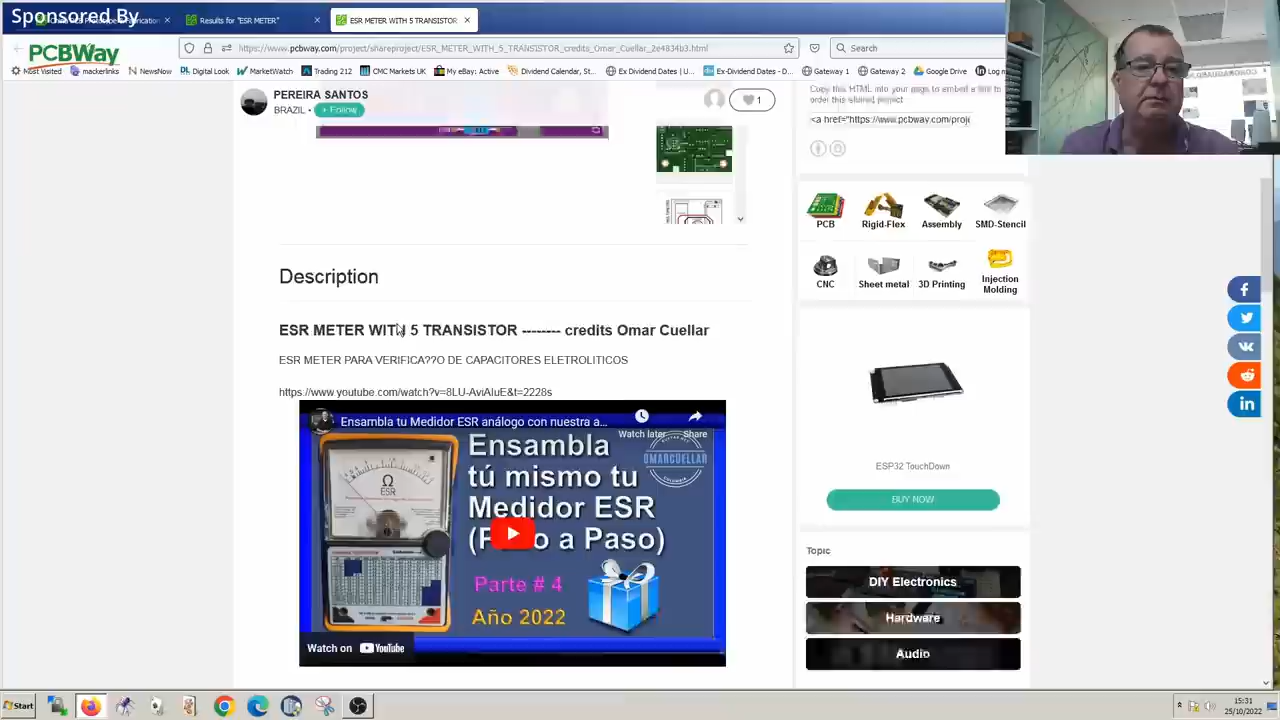 Sponsored By
Results for "ESR METER"
ESR METER WITH 5 TRANSISTOR
PCBWay
https://www.pcbway.com/project/shareproject/ESR_METER_WITH_5_TRANSISTOR_credits_Omar_Cuellar_2e4834b3.html
Search
Most Visited
mackerlinks
NewsNow
Digital Look
MarketWatch
Trading 212
CMC Markets UK
My eBay: Active
Dividend Calendar, St...
Ex Dividend Dates | U...
Ex-Dividend Dates - D...
Gateway 1
Gateway 2
Google Drive
Log
PEREIRA SANTOS
BRAZIL • + Follow
1
Copy this HTML into your page to embed a link to
order this shared project
<a href="https://www.pcbway.com/proje
PCB
Rigid-Flex
Assembly
SMD-Stencil
CNC
Sheet metal
3D Printing
Injection
Molding
Description
ESR METER WITH 5 TRANSISTOR -------- credits Omar Cuellar
ESR METER PARA VERIFICA??O DE CAPACITORES ELETROLITICOS
https://www.youtube.com/watch?v=8LU-AviAIuE&t=2228s
Ensambla tu Medidor ESR análogo con nuestra a...
Watch later
Share
Ensambla
tú mismo tu
Medidor ESR
(Paso a Paso)
Parte # 4
Año 2022
OMARCUELLAR
COLOMBIA
Ω
ESR
Watch on YouTube
ESP32 TouchDown
BUY NOW
Topic
DIY Electronics
Hardware
Audio
Start
15:31
25/10/2022